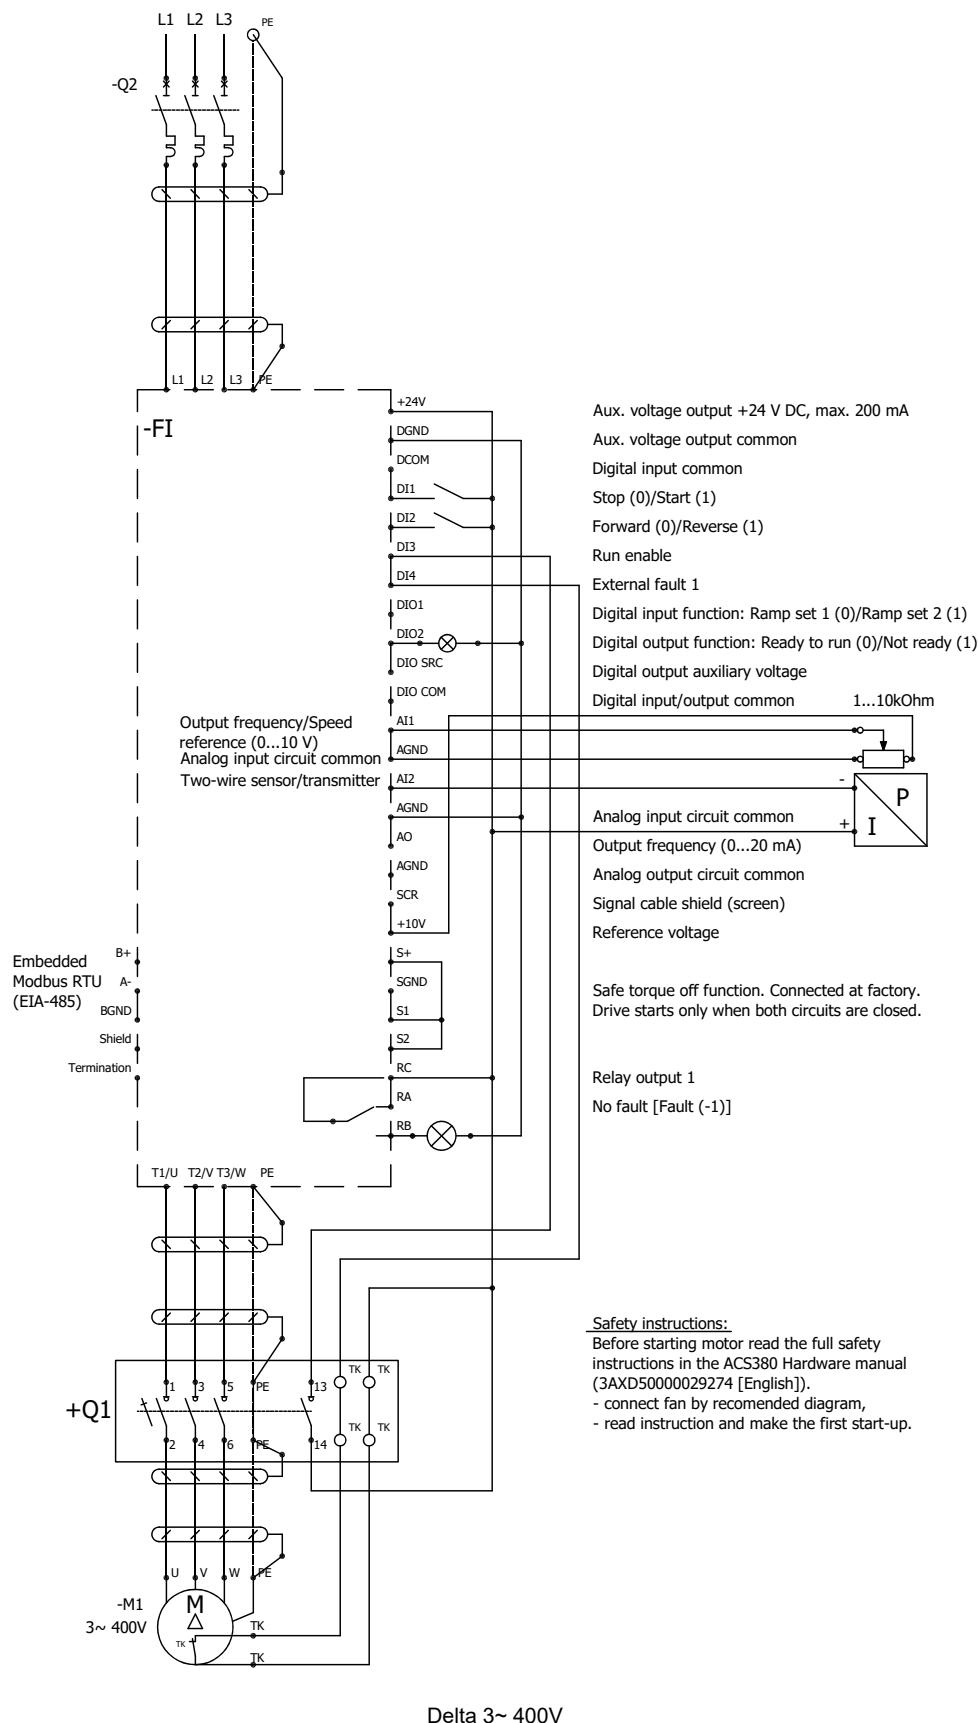 L1 L2 L3 PE
-Q2
L1 L2 L3 PE
-FI
+24V
Aux. voltage output +24 V DC, max. 200 mA
DGND
Aux. voltage output common
DCOM
Digital input common
DI1
Stop (0)/Start (1)
DI2
Forward (0)/Reverse (1)
DI3
Run enable
DI4
External fault 1
DIO1
Digital input function: Ramp set 1 (0)/Ramp set 2 (1)
DIO2
Digital output function: Ready to run (0)/Not ready (1)
DIO SRC
Digital output auxiliary voltage
DIO COM
Digital input/output common
1...10kOhm
Output frequency/Speed
reference (0...10 V)
AI1
Analog input circuit common
AGND
Two-wire sensor/transmitter
AI2
-
P
I
+
AGND
Analog input circuit common
AO
Output frequency (0...20 mA)
AGND
Analog output circuit common
SCR
Signal cable shield (screen)
+10V
Reference voltage
Embedded
Modbus RTU
(EIA-485)
B+
A-
BGND
Shield
Termination
S+
SGND
S1
S2
Safe torque off function. Connected at factory.
Drive starts only when both circuits are closed.
RC
Relay output 1
RA
No fault [Fault (-1)]
RB
T1/U T2/V T3/W PE
Safety instructions:
Before starting motor read the full safety
instructions in the ACS380 Hardware manual
(3AXD50000029274 [English]).
- connect fan by recomended diagram,
- read instruction and make the first start-up.
TK TK
1 3 5 PE 13
+Q1
TK TK
2 4 6 PE 14
U V W PE
-M1
3~ 400V
M
TK
TK
TK
Delta 3~ 400V